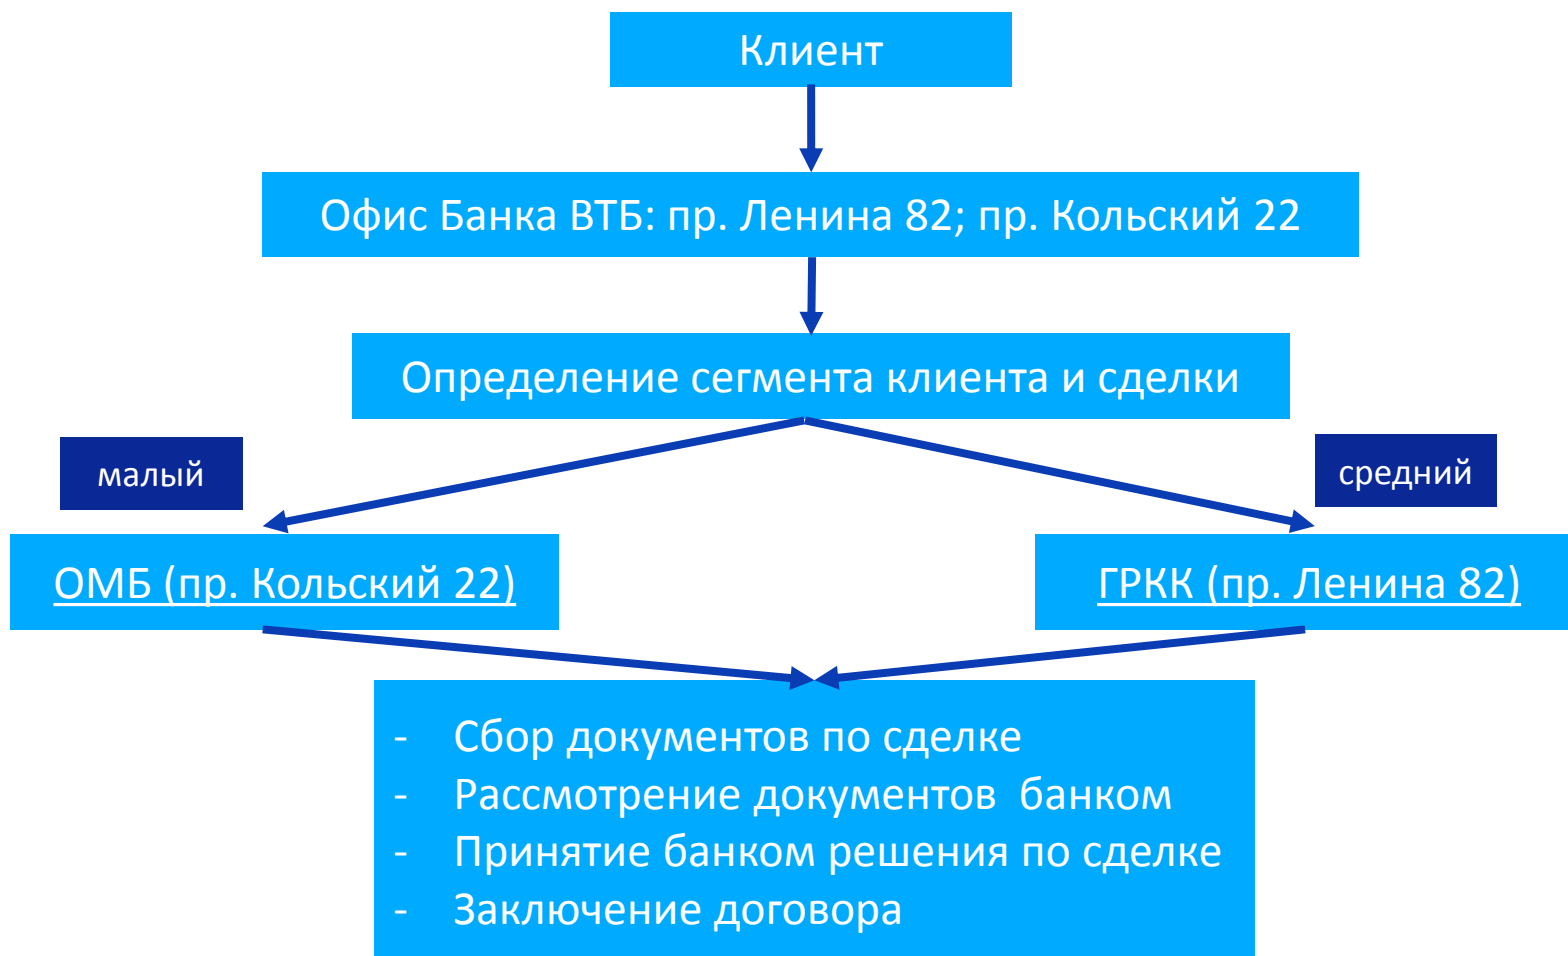 Клиент
Офис Банка ВТБ: пр. Ленина 82; пр. Кольский 22
Определение сегмента клиента и сделки
малый
средний
ОМБ (пр. Кольский 22)
ГРКК (пр. Ленина 82)
- Сбор документов по сделке
- Рассмотрение документов  банком
- Принятие банком решения по сделке
- Заключение договора